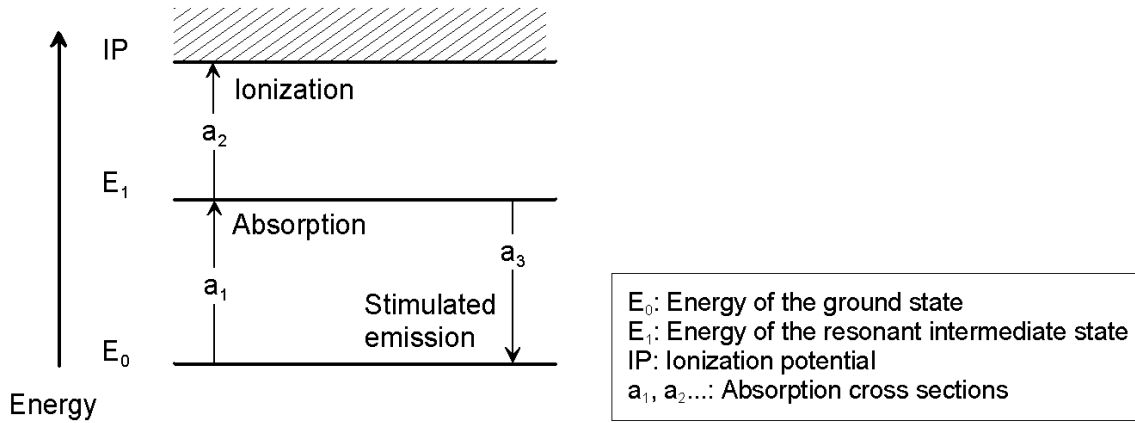 IP
Ionization
a₂
E₁
Absorption
a₃
a₁
Stimulated
emission
E₀
Energy
E₀: Energy of the ground state
E₁: Energy of the resonant intermediate state
IP: Ionization potential
a₁, a₂...: Absorption cross sections